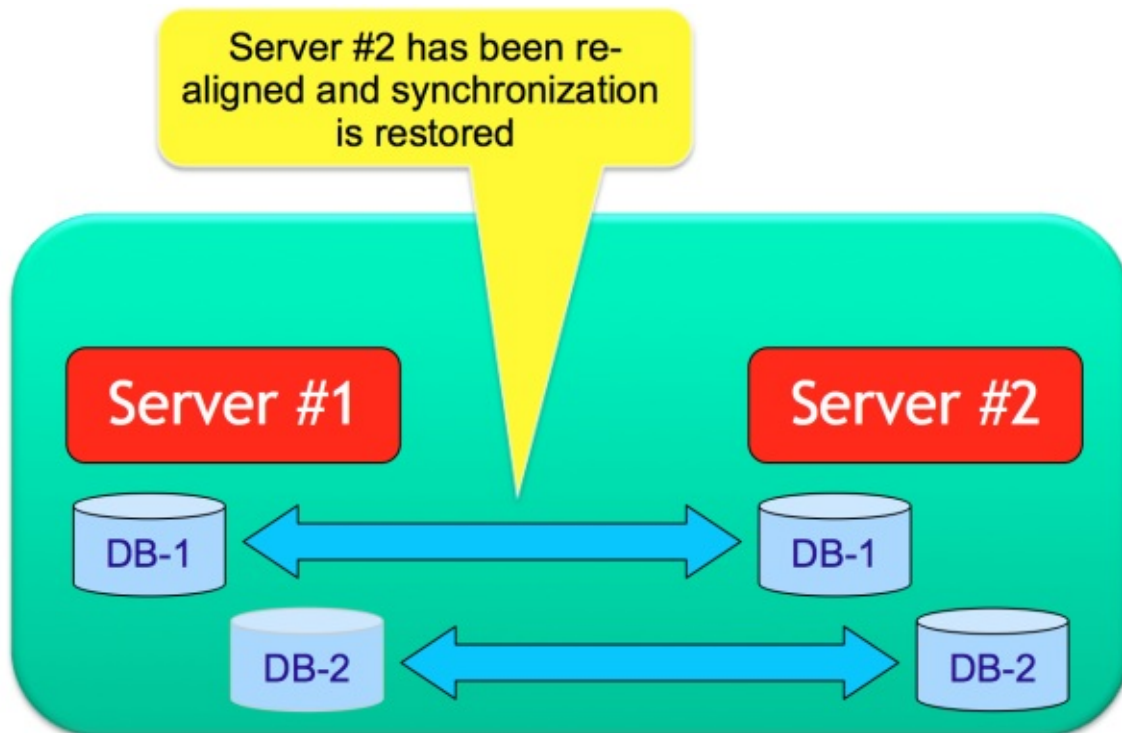 Server #2 has been re-
aligned and synchronization
is restored
Server #1
Server #2
DB-1
DB-1
DB-2
DB-2